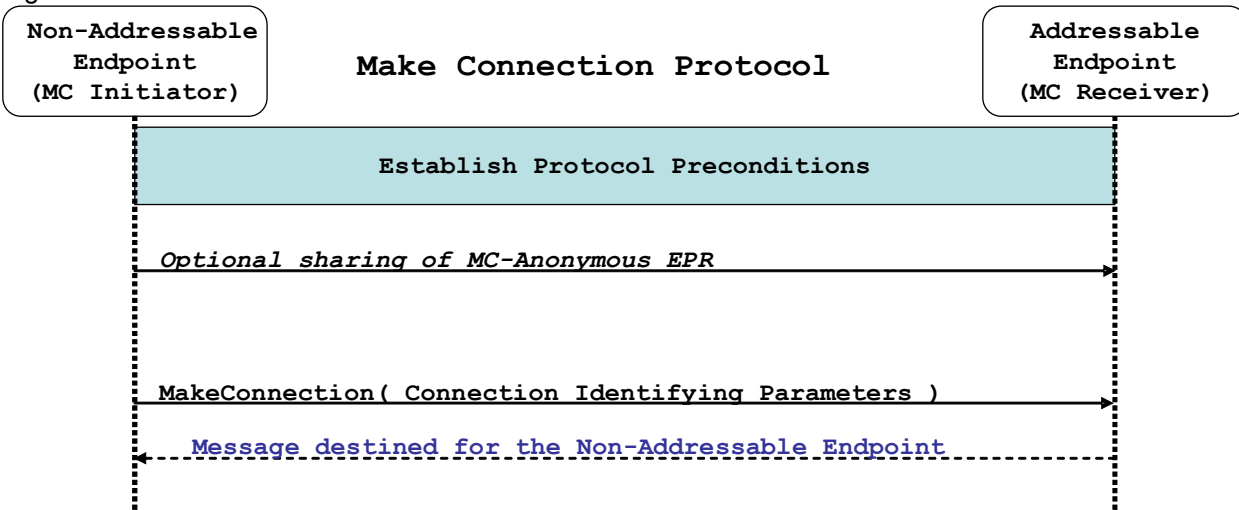 Non-Addressable
Endpoint
(MC Initiator)
Make Connection Protocol
Addressable
Endpoint
(MC Receiver)
Establish Protocol Preconditions
Optional sharing of MC-Anonymous EPR
MakeConnection( Connection Identifying Parameters )
Message destined for the Non-Addressable Endpoint